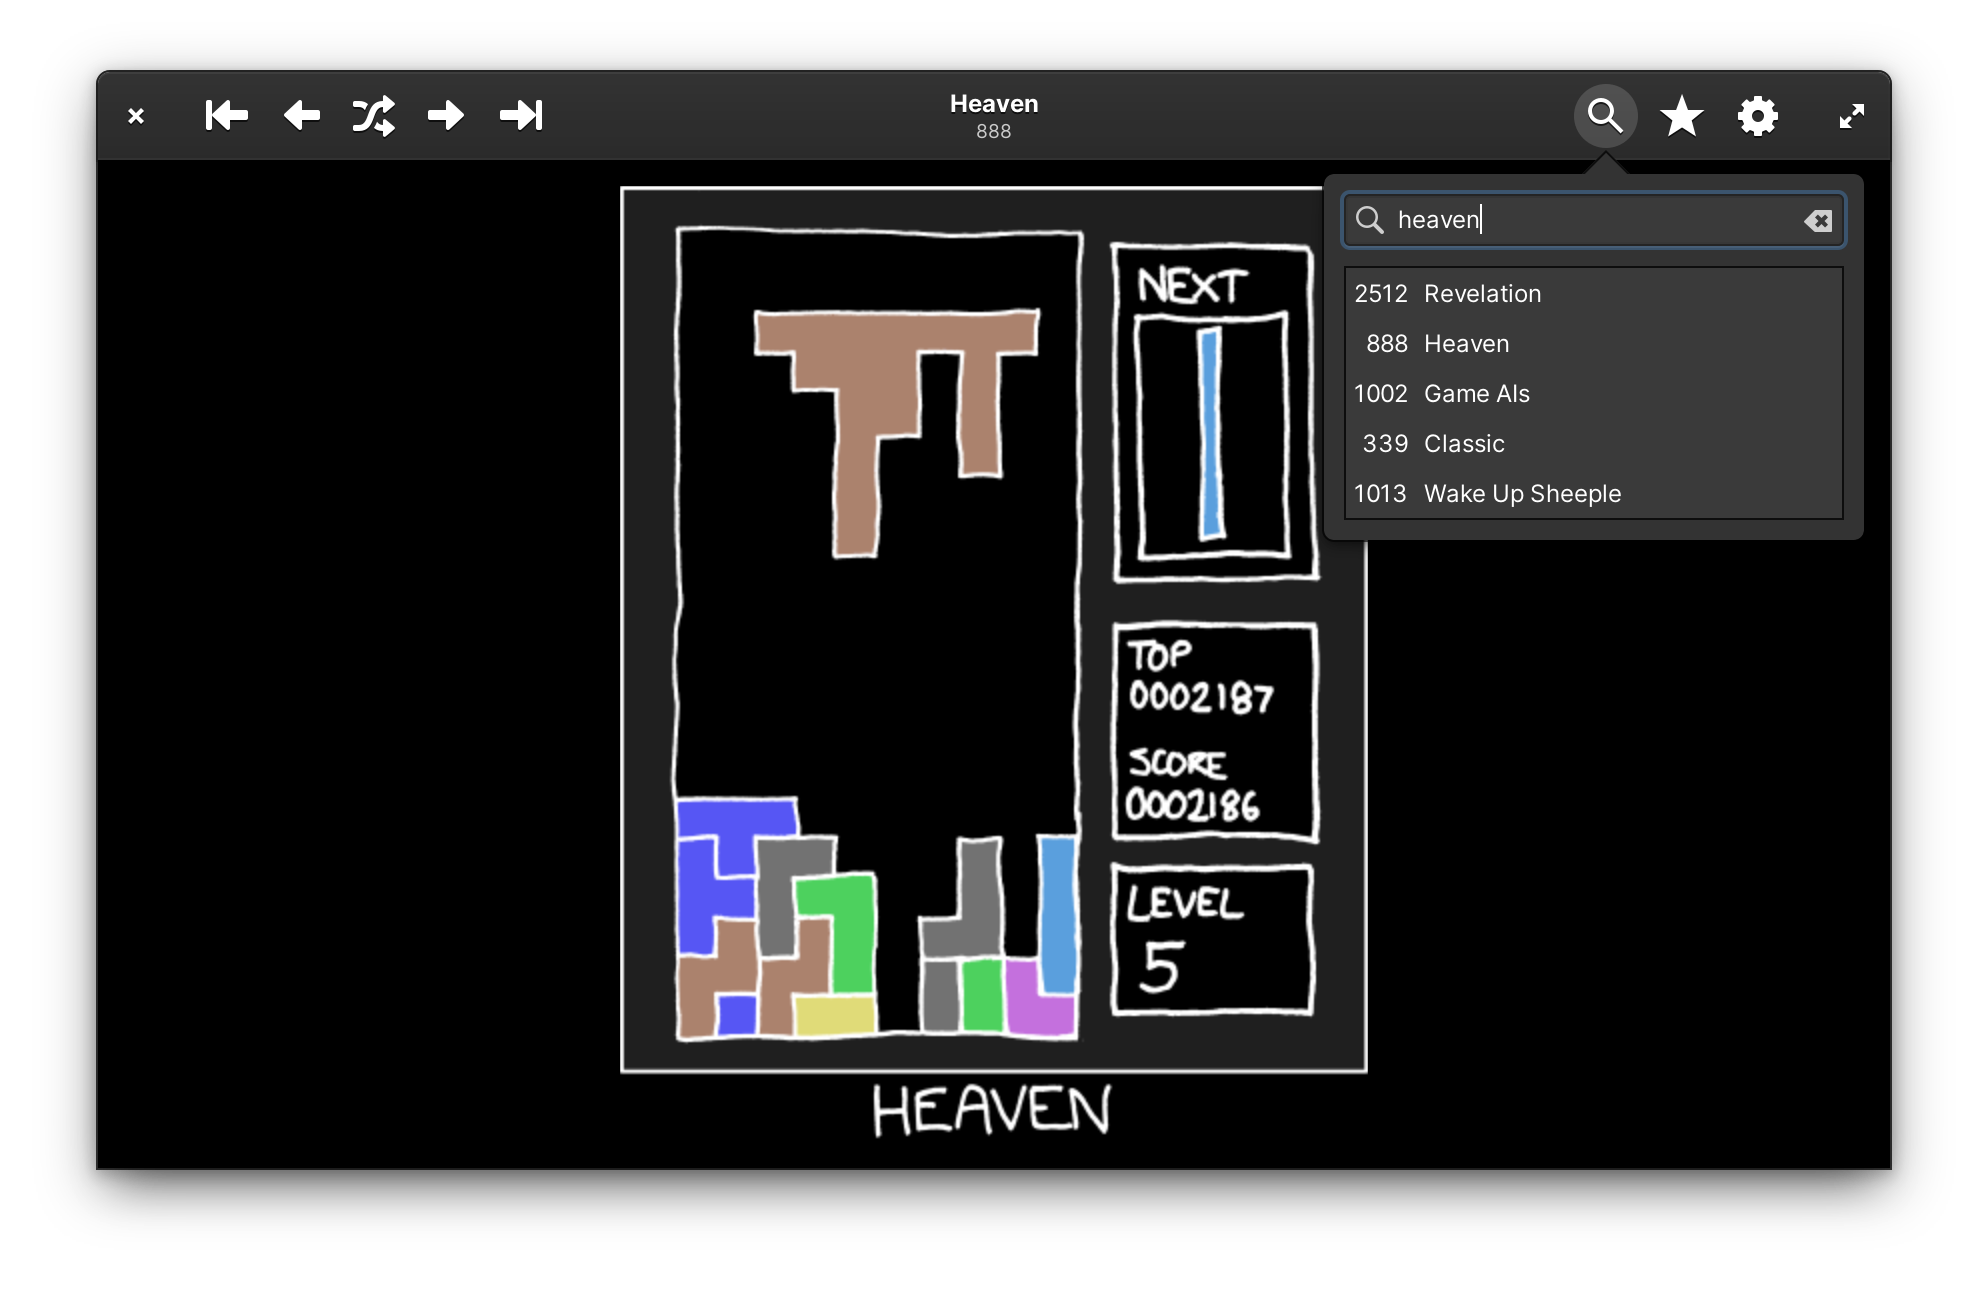 Heaven
888
heaven
2512 Revelation
888 Heaven
1002 Game AIs
339 Classic
1013 Wake Up Sheeple
NEXT
TOP
0002187
SCORE
0002186
LEVEL
5
HEAVEN